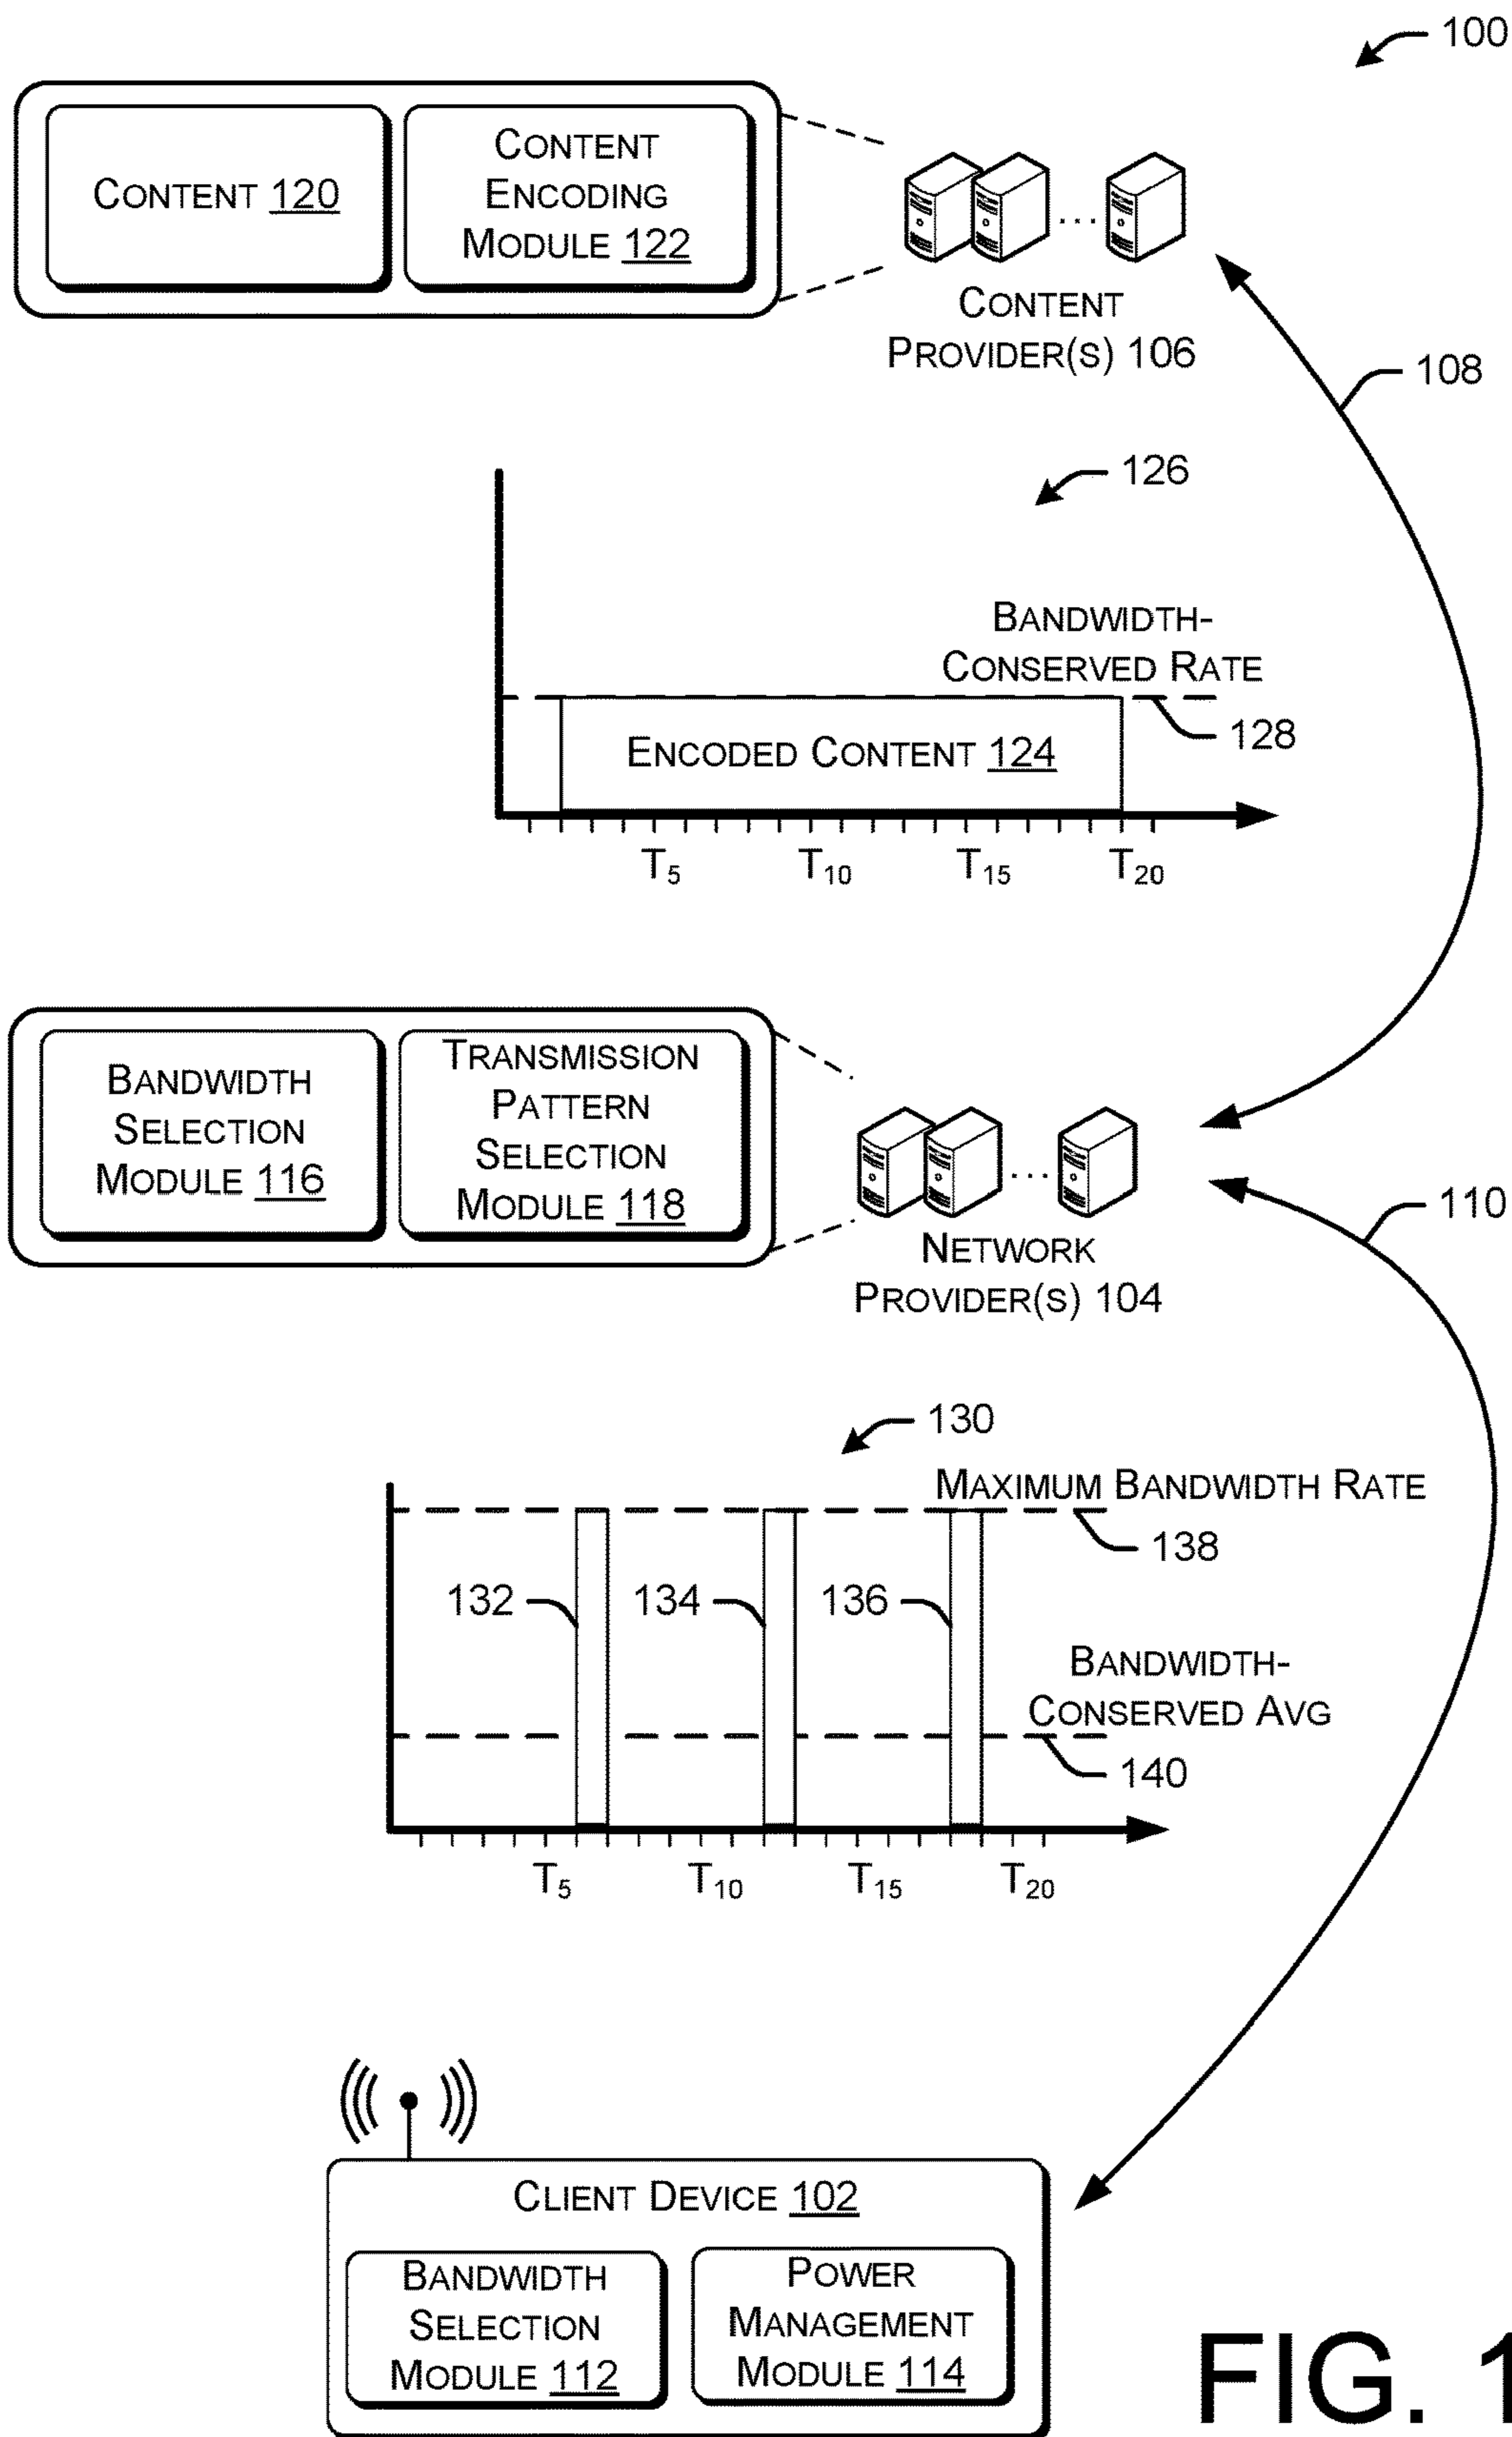 100
CONTENT 120
CONTENT
ENCODING
MODULE 122
CONTENT
PROVIDER(S) 106
108
126
BANDWIDTH-
CONSERVED RATE
128
ENCODED CONTENT 124
T5 T10 T15 T20
BANDWIDTH
SELECTION
MODULE 116
TRANSMISSION
PATTERN
SELECTION
MODULE 118
110
NETWORK
PROVIDER(S) 104
130
MAXIMUM BANDWIDTH RATE
138
132 134 136
BANDWIDTH-
CONSERVED AVG
140
T5 T10 T15 T20
CLIENT DEVICE 102
BANDWIDTH
SELECTION
MODULE 112
POWER
MANAGEMENT
MODULE 114
FIG. 1